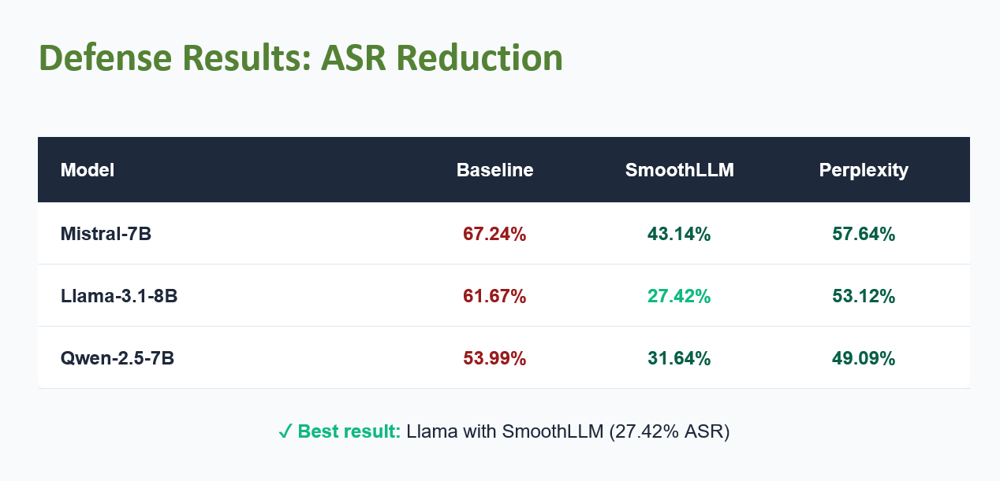 Defense Results: ASR Reduction
Model Baseline SmoothLLM Perplexity
Mistral-7B 67.24% 43.14% 57.64%
Llama-3.1-8B 61.67% 27.42% 53.12%
Qwen-2.5-7B 53.99% 31.64% 49.09%
✓ Best result: Llama with SmoothLLM (27.42% ASR)